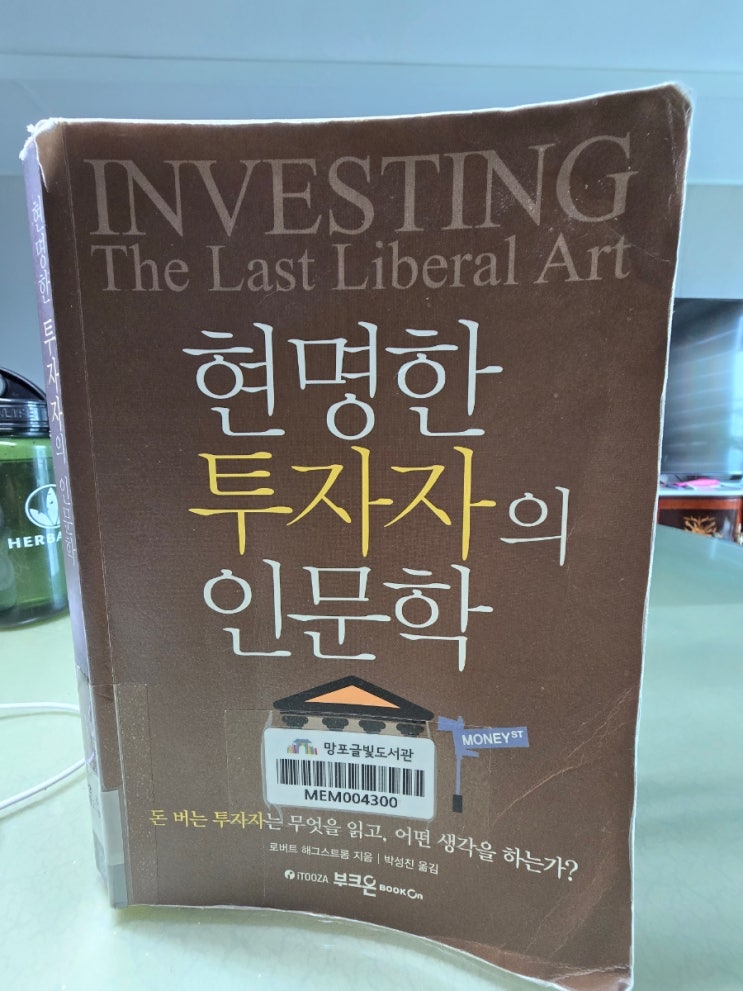 INVESTING
The Last Liberal Art
현명한
투자자의
인문학
MONEY ST
망포글빛도서관
MEM004300
돈 버는 투자자는 무엇을 읽고, 어떤 생각을 하는가?
로버트 해그스트롬 지음 | 박성진 옮김
iTOOZA 부크온 BOOKOn
현명한 투자자의 인문학
HERBA